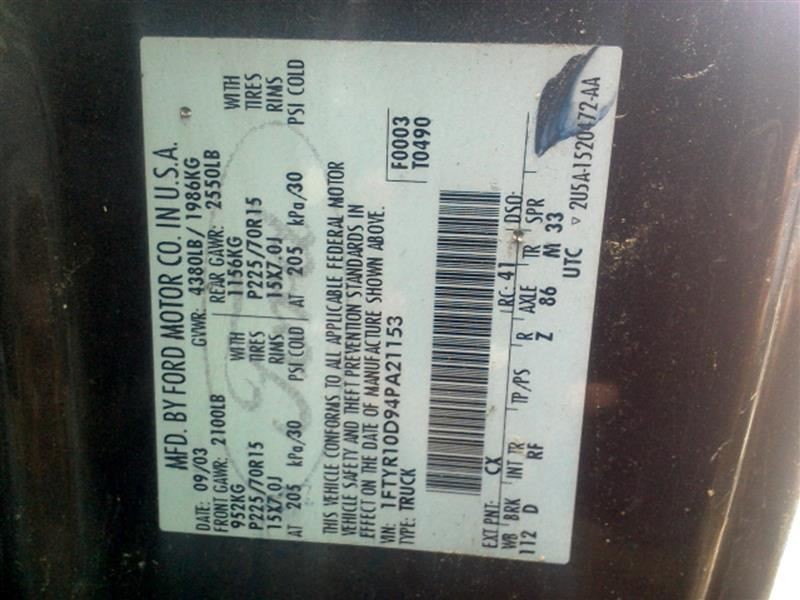 MFD. BY FORD MOTOR CO. IN U.S.A.
DATE: 09/03 GVWR: 4380LB / 1986KG
FRONT GAWR: 2100LB REAR GAWR: 2550LB
952KG WITH 1156KG WITH
P225/70R15 TIRES P225/70R15 TIRES
15X7.0J RIMS 15X7.0J RIMS
AT 205 kPa/30 PSI COLD AT 205 kPa/30 PSI COLD
THIS VEHICLE CONFORMS TO ALL APPLICABLE FEDERAL MOTOR
VEHICLE SAFETY AND THEFT PREVENTION STANDARDS IN
EFFECT ON THE DATE OF MANUFACTURE SHOWN ABOVE.
VIN: 1FTYR10D94PA21153 F0003
TYPE: TRUCK T0490
EXT PNT: CX RC: 41 DSO:
WB BRK INT TR TP/PS R AXLE TR SPR
112 D RF Z 86 M 33
UTC ▽ 2U5A-1520472-AA